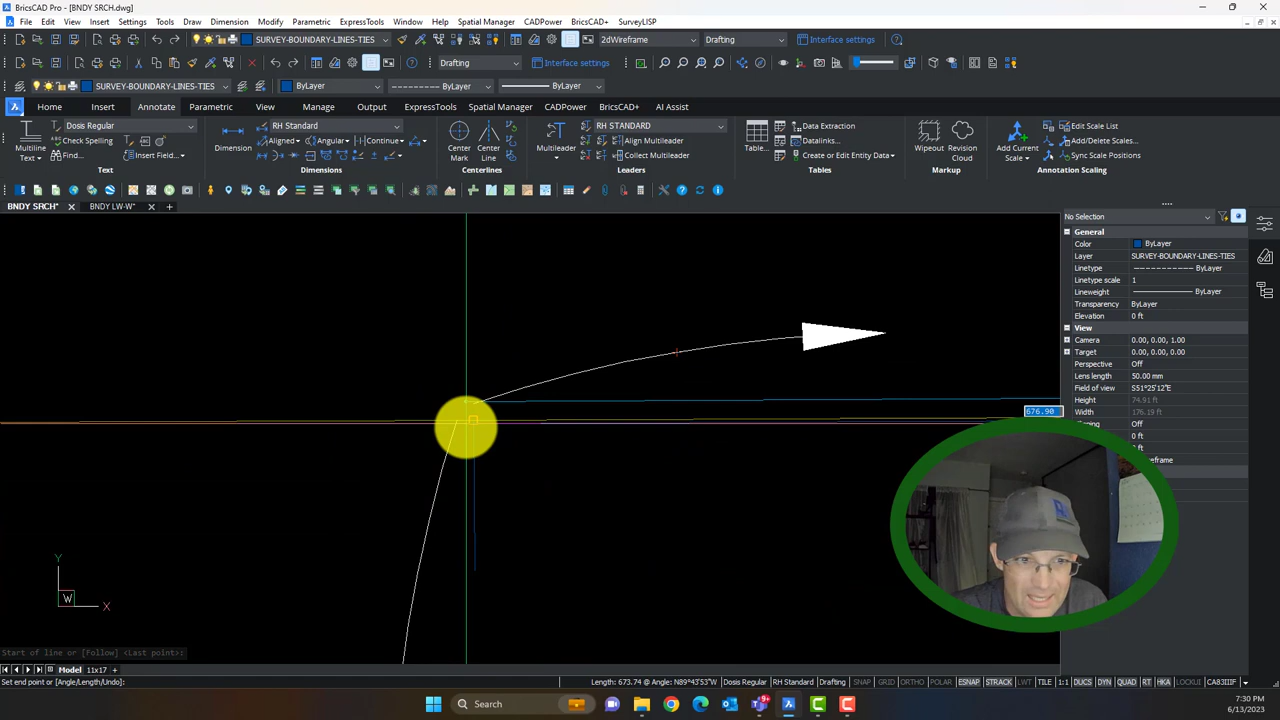 BricsCAD Pro - [BNDY SRCH.dwg]
File Edit View Insert Settings Tools Draw Dimension Modify Parametric ExpressTools Window Help Spatial Manager CADPower BricsCAD+ SurveyLISP
SURVEY-BOUNDARY-LINES-TIES 2dWireframe Drafting Interface settings
Drafting Interface settings
SURVEY-BOUNDARY-LINES-TIES ByLayer ByLayer ByLayer
Home Insert Annotate Parametric View Manage Output ExpressTools Spatial Manager CADPower BricsCAD+ AI Assist
Dosis Regular RH Standard RH STANDARD Data Extraction Add Edit Scale List
Check Spelling Aligned Angular Continue Align Multileader Datalinks... Add/Delete Scales...
Multiline Text Find... Insert Field... Dimension Center Mark Center Line Multileader Collect Multileader Table... Create or Edit Entity Data Wipeout Revision Cloud Add Current Scale Sync Scale Positions
Text Dimensions Centerlines Leaders Tables Markup Annotation Scaling
BNDY SRCH* BNDY LW-W*
No Selection
General
Color ByLayer
Layer SURVEY-BOUNDARY-LINES-TIES
Linetype ByLayer
Linetype scale 1
Lineweight ByLayer
Transparency ByLayer
Elevation 0 ft
View
Camera 0.00, 0.00, 1.00
Target 0.00, 0.00, 0.00
Perspective Off
Lens length 50.00 mm
Field of view S51°25'12"E
Height 74.91 ft
Width 176.19 ft
Off
0 ft
0 ft
676.90
Y
W
X
Start of line or [Follow] <Last point>:
Model 11x17
Set end point or [Angle/Length/Undo]: Length: 673.74 @ Angle: N89°43'53"W Dosis Regular RH Standard Drafting SNAP GRID ORTHO POLAR ESNAP STRACK LWT TILE 1:1 DUCS DYN QUAD RT HKA LOCKUI
Search
7:30 PM
6/13/2023